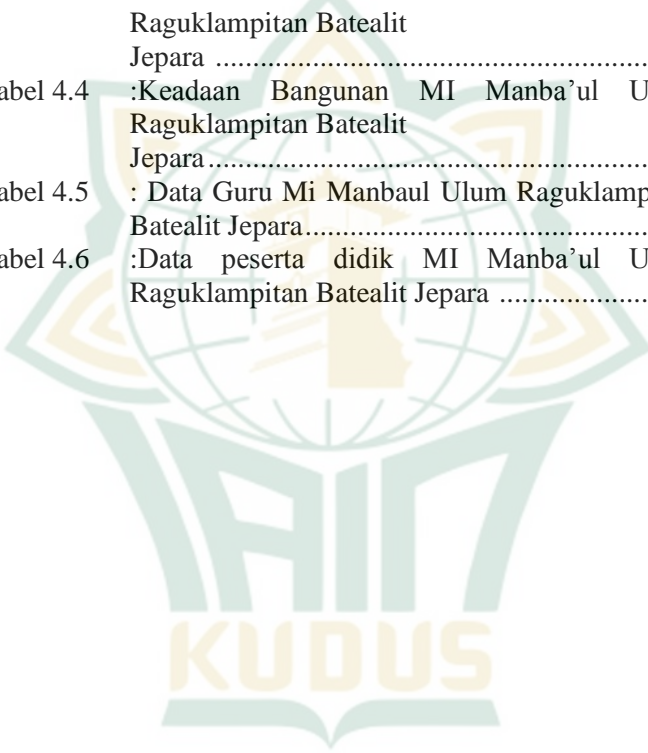 Raguklampitan Batealit
Jepara ........................................................
abel 4.4 :Keadaan Bangunan MI Manba’ul U
Raguklampitan Batealit
Jepara.........................................................
abel 4.5 : Data Guru Mi Manbaul Ulum Raguklamp
Batealit Jepara.............................................
abel 4.6 :Data peserta didik MI Manba’ul U
Raguklampitan Batealit Jepara ....................
IAIN
KUDUS